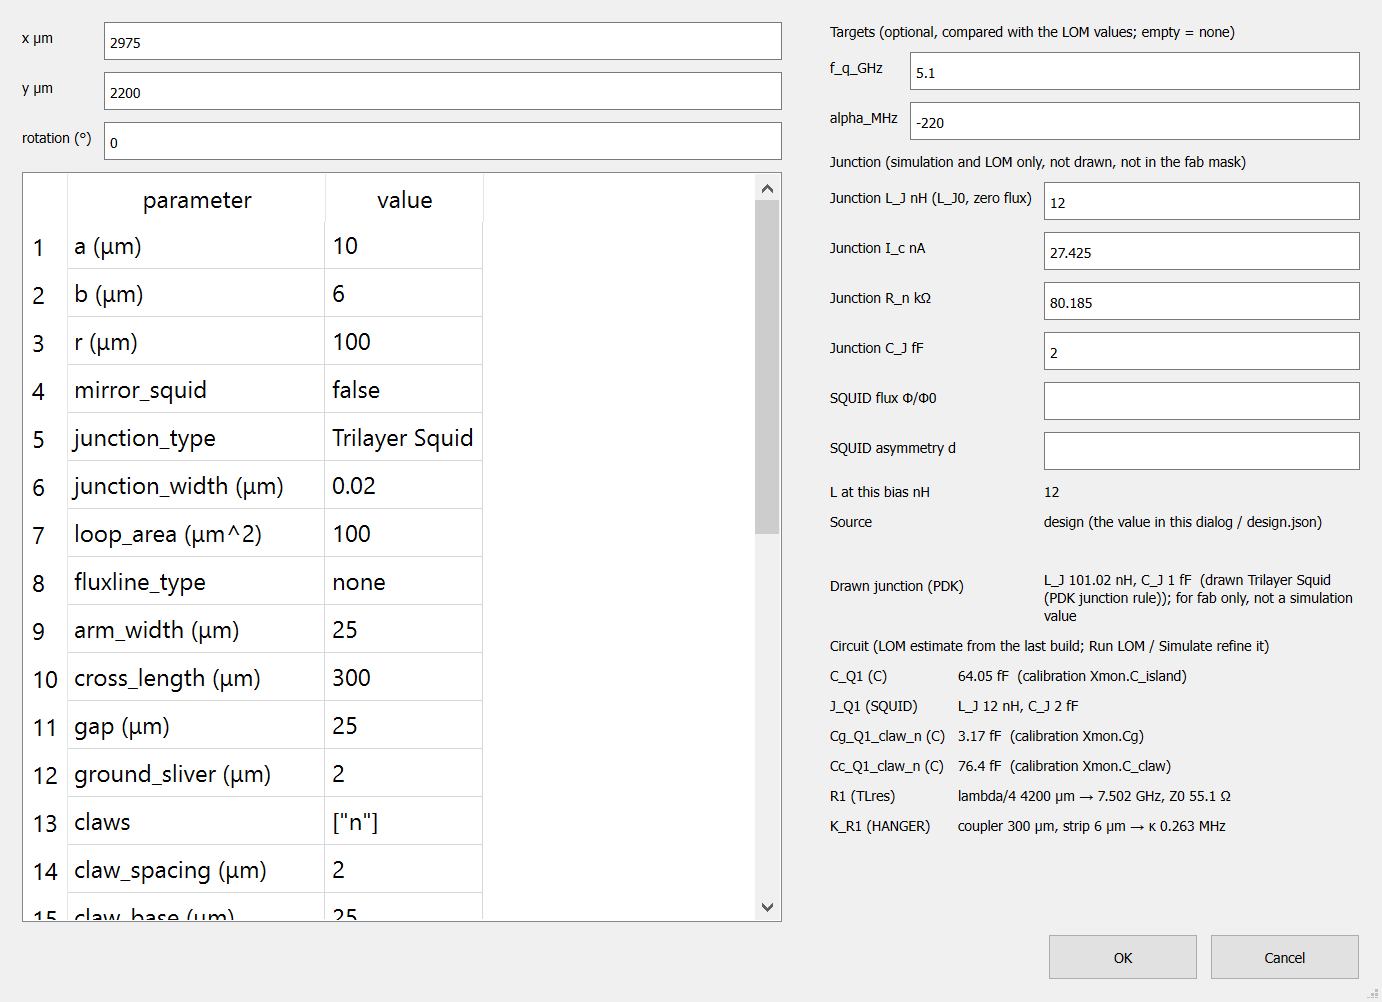 x µm
2975
y µm
2200
rotation (°)
0
parameter value
1 a (µm) 10
2 b (µm) 6
3 r (µm) 100
4 mirror_squid false
5 junction_type Trilayer Squid
6 junction_width (µm) 0.02
7 loop_area (µm^2) 100
8 fluxline_type none
9 arm_width (µm) 25
10 cross_length (µm) 300
11 gap (µm) 25
12 ground_sliver (µm) 2
13 claws ["n"]
14 claw_spacing (µm) 2
15 claw_base (µm) 25
Targets (optional, compared with the LOM values; empty = none)
f_q_GHz
5.1
alpha_MHz
-220
Junction (simulation and LOM only, not drawn, not in the fab mask)
Junction L_J nH (L_J0, zero flux)
12
Junction I_c nA
27.425
Junction R_n kΩ
80.185
Junction C_J fF
2
SQUID flux Φ/Φ0
SQUID asymmetry d
L at this bias nH 12
Source design (the value in this dialog / design.json)
Drawn junction (PDK)
L_J 101.02 nH, C_J 1 fF (drawn Trilayer Squid
(PDK junction rule)); for fab only, not a simulation
value
Circuit (LOM estimate from the last build; Run LOM / Simulate refine it)
C_Q1 (C) 64.05 fF (calibration Xmon.C_island)
J_Q1 (SQUID) L_J 12 nH, C_J 2 fF
Cg_Q1_claw_n (C) 3.17 fF (calibration Xmon.Cg)
Cc_Q1_claw_n (C) 76.4 fF (calibration Xmon.C_claw)
R1 (TLres) lambda/4 4200 µm → 7.502 GHz, Z0 55.1 Ω
K_R1 (HANGER) coupler 300 µm, strip 6 µm → κ 0.263 MHz
OK
Cancel